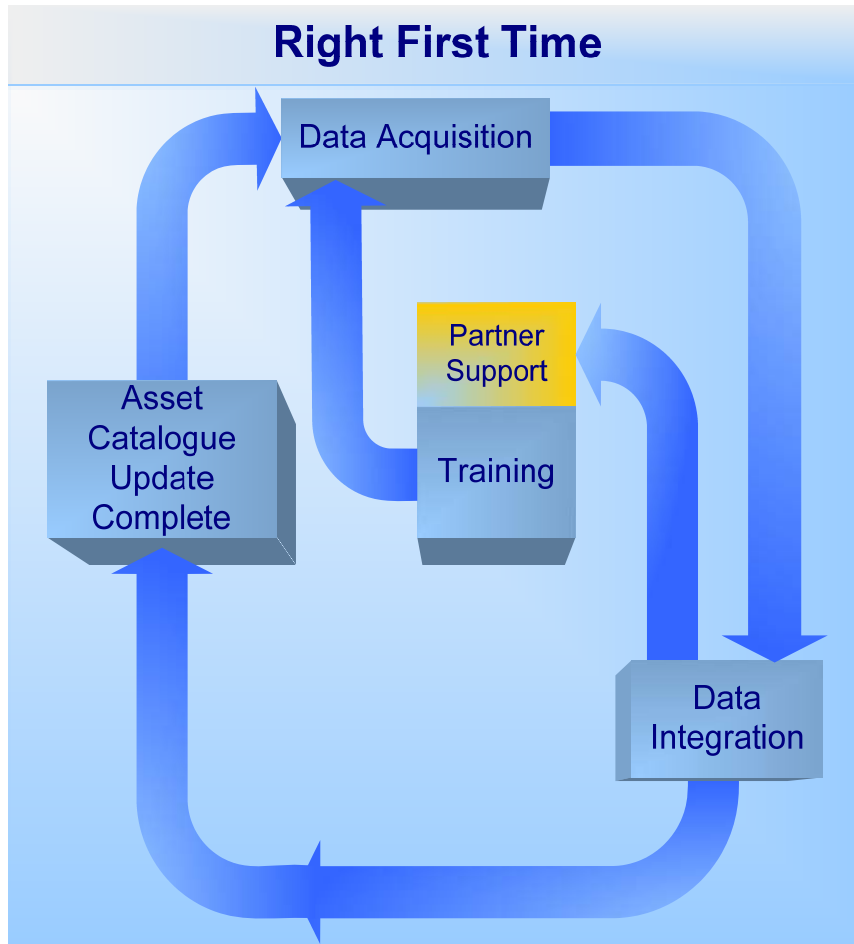 Right First Time
Data Acquisition
Partner
Support
Asset
Catalogue
Update
Complete
Training
Data
Integration